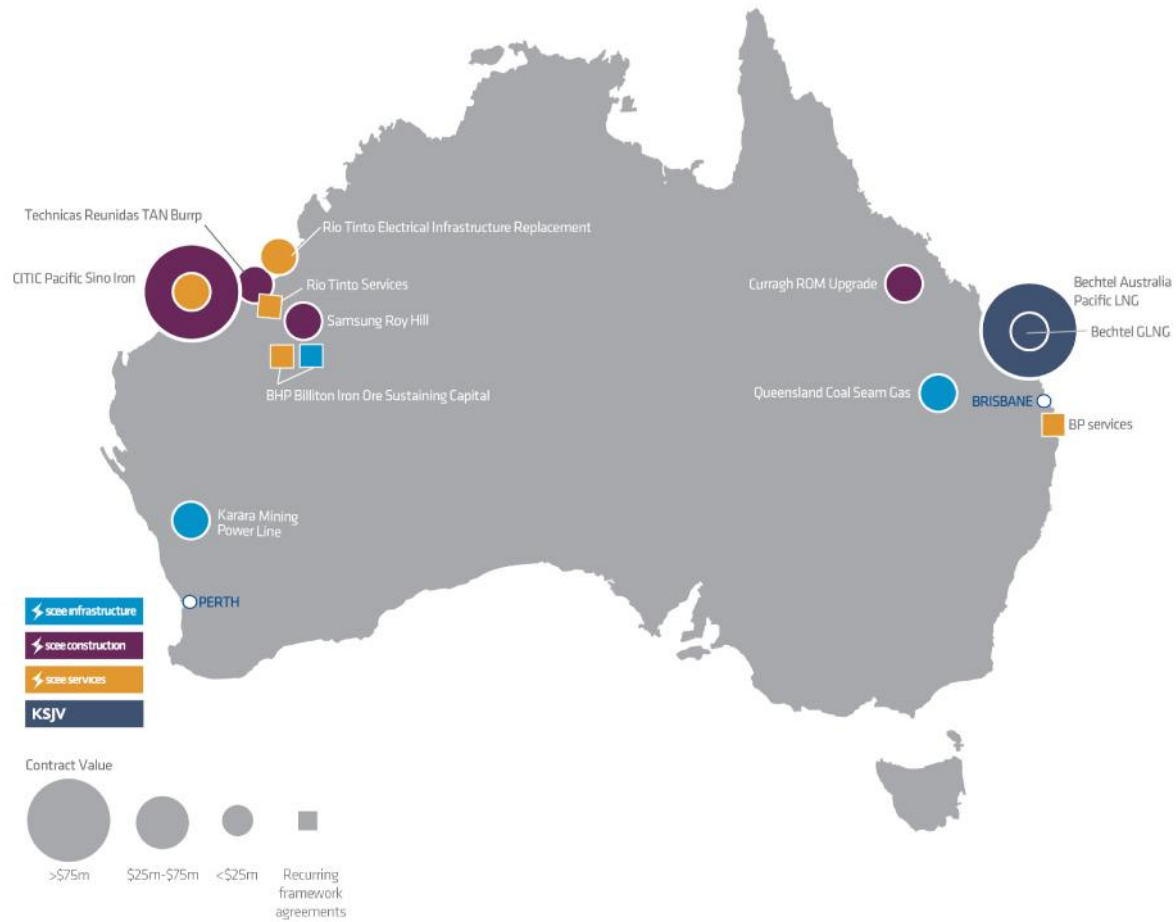 Technicas Reunidas TAN Burrp
Rio Tinto Electrical Infrastructure Replacement
CITIC Pacific Sino Iron
Rio Tinto Services
Samsung Roy Hill
BHP Billiton Iron Ore Sustaining Capital
Curragh ROM Upgrade
Bechtel Australia
Pacific LNG
Bechtel GLNG
Queensland Coal Seam Gas
BRISBANE
BP services
Karara Mining
Power Line
PERTH
scee infrastructure
scee construction
scee services
KSJV
Contract Value
>$75m
$25m-$75m
<$25m
Recurring
framework
agreements